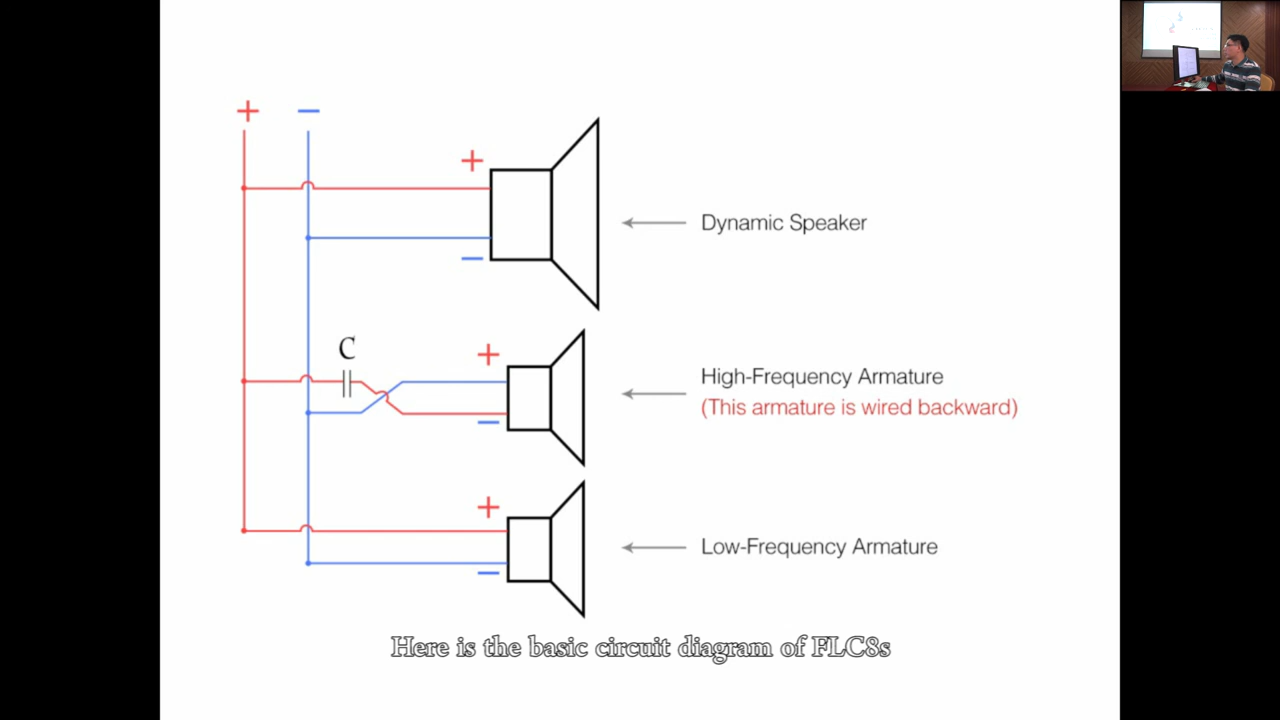 + −
+
−
Dynamic Speaker
C
+
−
High-Frequency Armature
(This armature is wired backward)
+
−
Low-Frequency Armature
Here is the basic circuit diagram of FLC8s